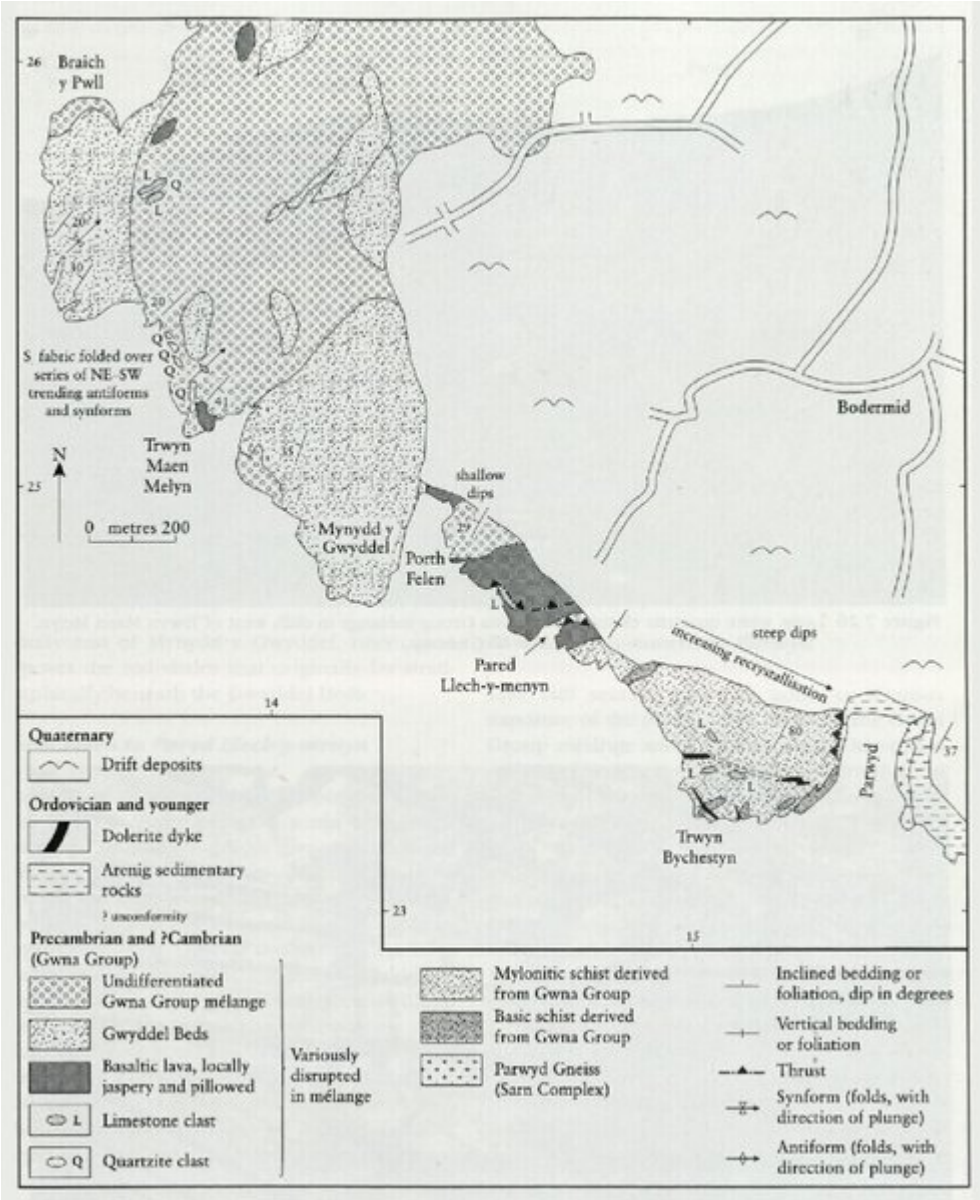 26
Braich
y Pwll
L
Q
L
20
30
20
Q
Q
Q
Q
S fabric folded over
series of NE–SW
trending antiforms
and synforms
41
Trwyn
Maen
Melyn
N
25
0 metres 200
35
Mynydd y
Gwyddel
shallow
dips
29
Porth
Felen
L
Pared
Llech-y-menyn
Bodermid
steep dips
increasing recrystallisation
L
80
L
L
Trwyn
Bychestyn
Parwyd
37
14
23
15
Quaternary
Drift deposits
Ordovician and younger
Dolerite dyke
Arenig sedimentary
rocks
? unconformity
Precambrian and ?Cambrian
(Gwna Group)
Undifferentiated
Gwna Group mélange
Gwyddel Beds
Basaltic lava, locally
jaspery and pillowed
L Limestone clast
Q Quartzite clast
Variously
disrupted
in mélange
Mylonitic schist derived
from Gwna Group
Basic schist derived
from Gwna Group
Parwyd Gneiss
(Sarn Complex)
Inclined bedding or
foliation, dip in degrees
Vertical bedding
or foliation
Thrust
Synform (folds, with
direction of plunge)
Antiform (folds, with
direction of plunge)